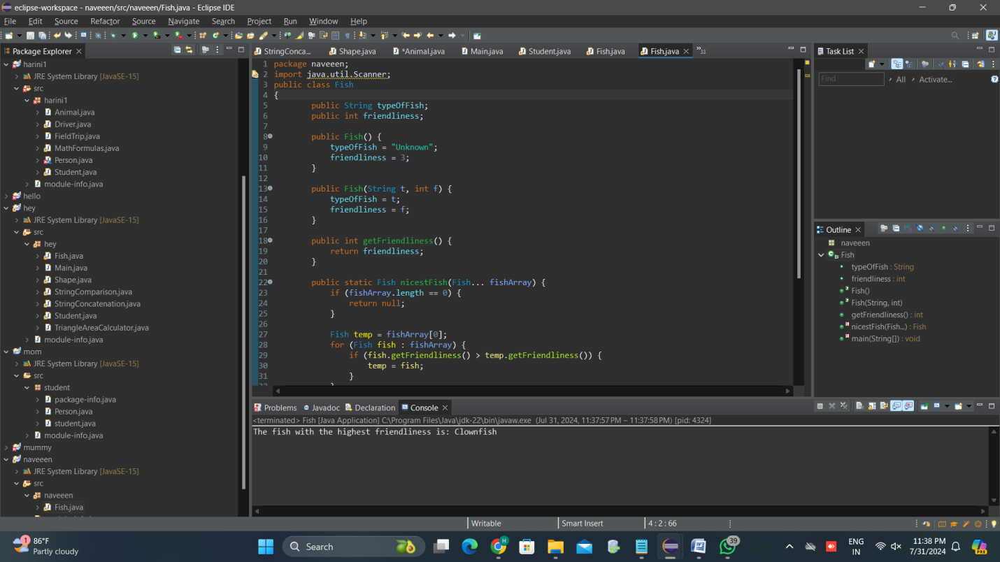 eclipse-workspace - naveeen/src/naveeen/Fish.java - Eclipse IDE
File Edit Source Refactor Source Navigate Search Project Run Window Help
Package Explorer
harini1
JRE System Library [JavaSE-15]
src
harini1
Animal.java
Driver.java
FieldTrip.java
MathFormulas.java
Person.java
Student.java
module-info.java
hello
hey
JRE System Library [JavaSE-15]
src
hey
Fish.java
Main.java
Shape.java
StringComparison.java
StringConcatenation.java
Student.java
TriangleAreaCalculator.java
module-info.java
mom
JRE System Library [JavaSE-15]
src
student
package-info.java
Person.java
student.java
module-info.java
mummy
naveeen
JRE System Library [JavaSE-15]
src
naveeen
Fish.java
StringConca... Shape.java *Animal.java Main.java Student.java Fish.java Fish.java »33
1 package naveeen;
2 import java.util.Scanner;
3 public class Fish
4 {
5 public String typeOfFish;
6 public int friendliness;
7
8 public Fish() {
9 typeOfFish = "Unknown";
10 friendliness = 3;
11 }
12
13 public Fish(String t, int f) {
14 typeOfFish = t;
15 friendliness = f;
16 }
17
18 public int getFriendliness() {
19 return friendliness;
20 }
21
22 public static Fish nicestFish(Fish... fishArray) {
23 if (fishArray.length == 0) {
24 return null;
25 }
26
27 Fish temp = fishArray[0];
28 for (Fish fish : fishArray) {
29 if (fish.getFriendliness() > temp.getFriendliness()) {
30 temp = fish;
31 }
Task List
Find All Activate...
Outline
naveeen
Fish
typeOfFish : String
friendliness : int
Fish()
Fish(String, int)
getFriendliness() : int
nicestFish(Fish...) : Fish
main(String[]) : void
Problems Javadoc Declaration Console
<terminated> Fish [Java Application] C:\Program Files\Java\jdk-22\bin\javaw.exe (Jul 31, 2024, 11:37:57 PM – 11:37:58 PM) [pid: 4324]
The fish with the highest friendliness is: Clownfish
Writable Smart Insert 4 : 2 : 66
1 86°F
Partly cloudy
Search
H
39
ENG
IN
11:38 PM
7/31/2024
PRE